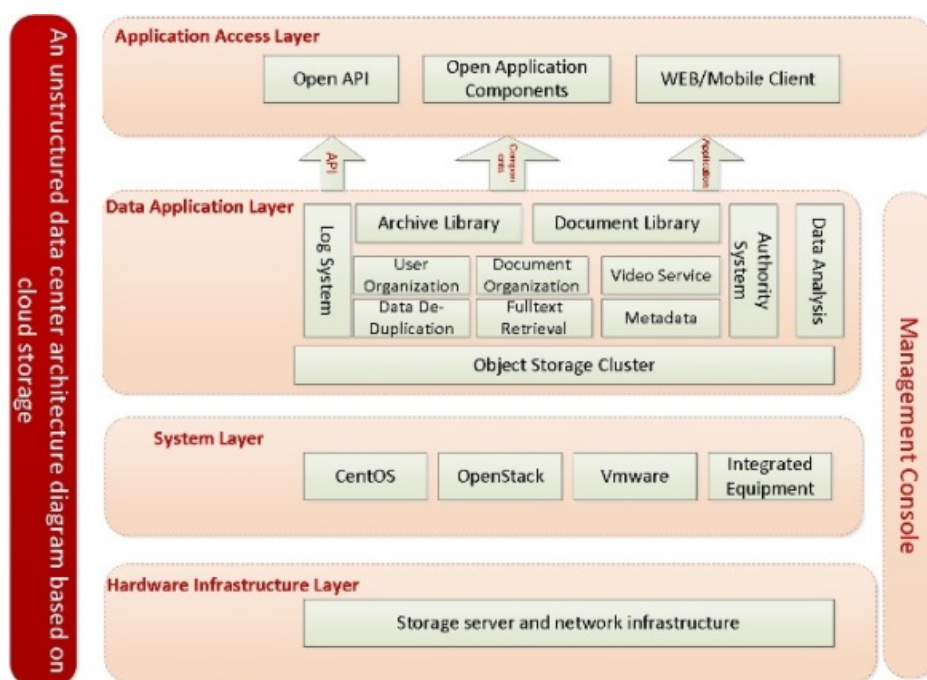 An unstructured data center architecture diagram based on
cloud storage
Application Access Layer
Open API
Open Application
Components
WEB/Mobile Client
API
Compon
ents
Application
Data Application Layer
Log System
Archive Library
Document Library
Authority
System
Data Analysis
User
Organization
Document
Organization
Video Service
Data De-
Duplication
Fulltext
Retrieval
Metadata
Object Storage Cluster
System Layer
CentOS
OpenStack
Vmware
Integrated
Equipment
Hardware Infrastructure Layer
Storage server and network infrastructure
Management Console